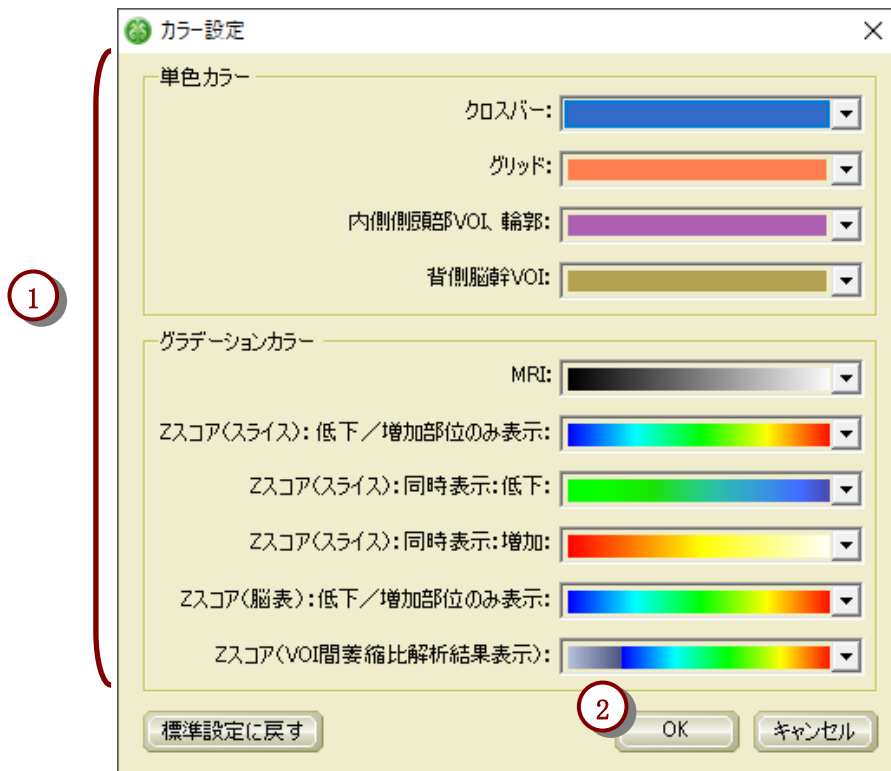 カラー設定
単色カラー
クロスバー:
グリッド:
内側側頭部VOI、輪郭:
背側脳幹VOI:
1
グラデーションカラー
MRI:
Zスコア(スライス):低下/増加部位のみ表示:
Zスコア(スライス):同時表示:低下:
Zスコア(スライス):同時表示:増加:
Zスコア(脳表):低下/増加部位のみ表示:
Zスコア(VOI間萎縮比解析結果表示):
2
標準設定に戻す OK キャンセル